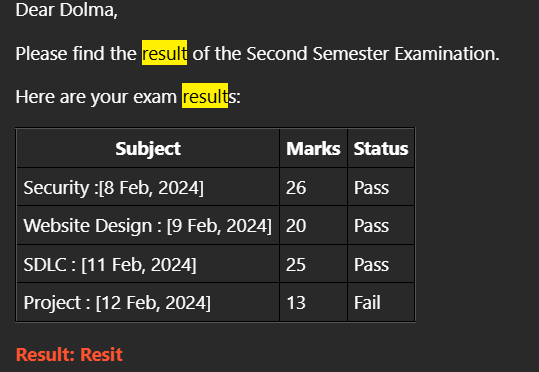 Dear Dolma,
Please find the result of the Second Semester Examination.
Here are your exam results:
Subject Marks Status
Security :[8 Feb, 2024] 26 Pass
Website Design : [9 Feb, 2024] 20 Pass
SDLC : [11 Feb, 2024] 25 Pass
Project : [12 Feb, 2024] 13 Fail
Result: Resit